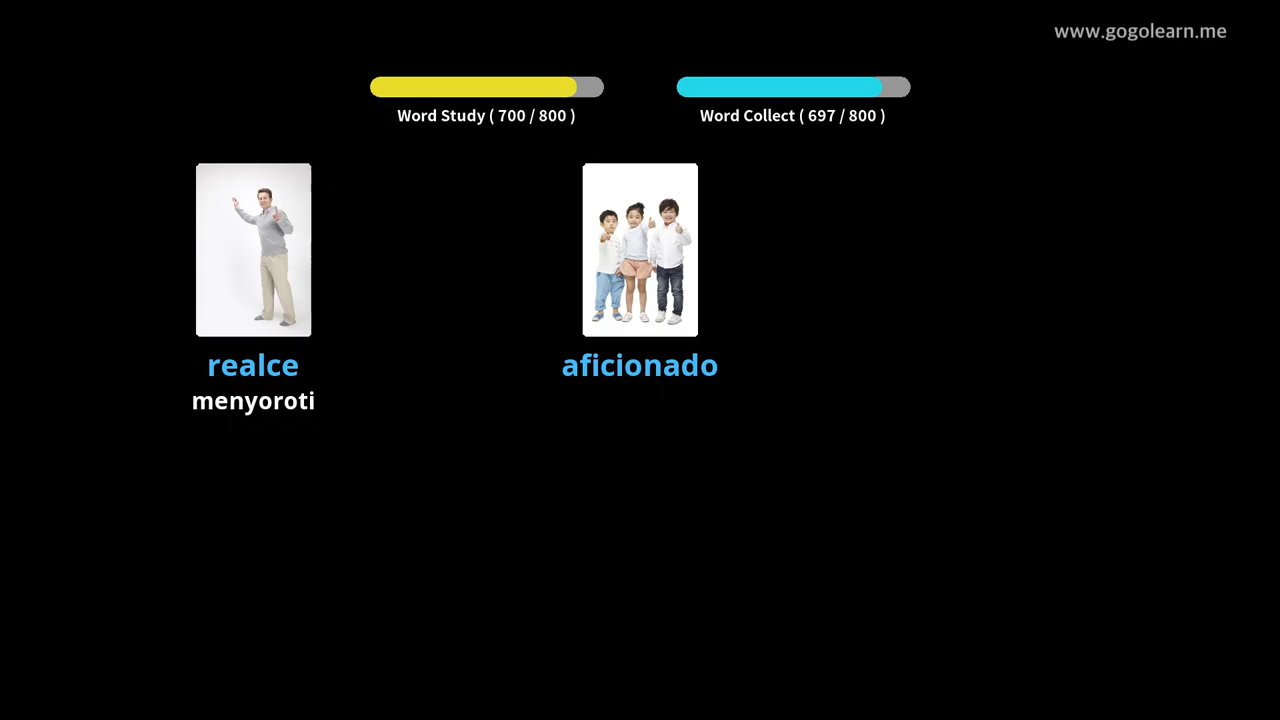 www.gogolearn.me
Word Study ( 700 / 800 )
Word Collect ( 697 / 800 )
realce
menyoroti
aficionado